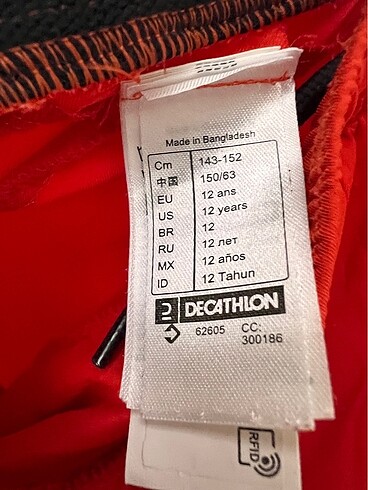 Made in Bangladesh
Cm 143-152
中国 150/63
EU 12 ans
US 12 years
BR 12
RU 12 лет
MX 12 años
ID 12 Tahun
DECATHLON
62605 CC:
300186
RFID